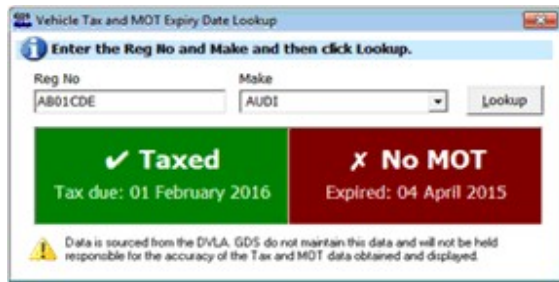 Vehicle Tax and MOT Expiry Date Lookup
Enter the Reg No and Make and then click Lookup.
Reg No Make
AB01CDE AUDI Lookup
✔ Taxed ✗ No MOT
Tax due: 01 February 2016 Expired: 04 April 2015
Data is sourced from the DVLA. GDS do not maintain this data and will not be held
responsible for the accuracy of the Tax and MOT data obtained and displayed.